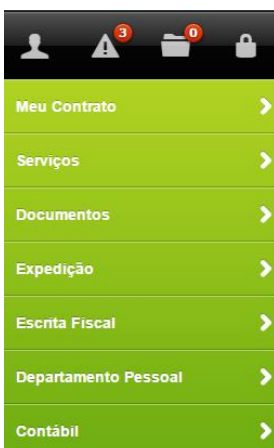 3 0
Meu Contrato
Serviços
Documentos
Expedição
Escrita Fiscal
Departamento Pessoal
Contábil